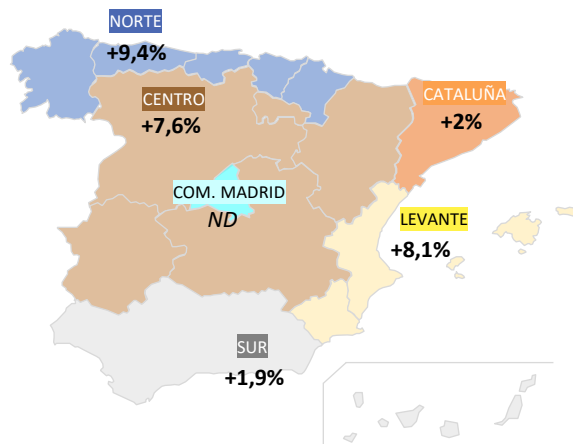 NORTE
+9,4%
CENTRO
+7,6%
CATALUÑA
+2%
COM. MADRID
ND
LEVANTE
+8,1%
SUR
+1,9%